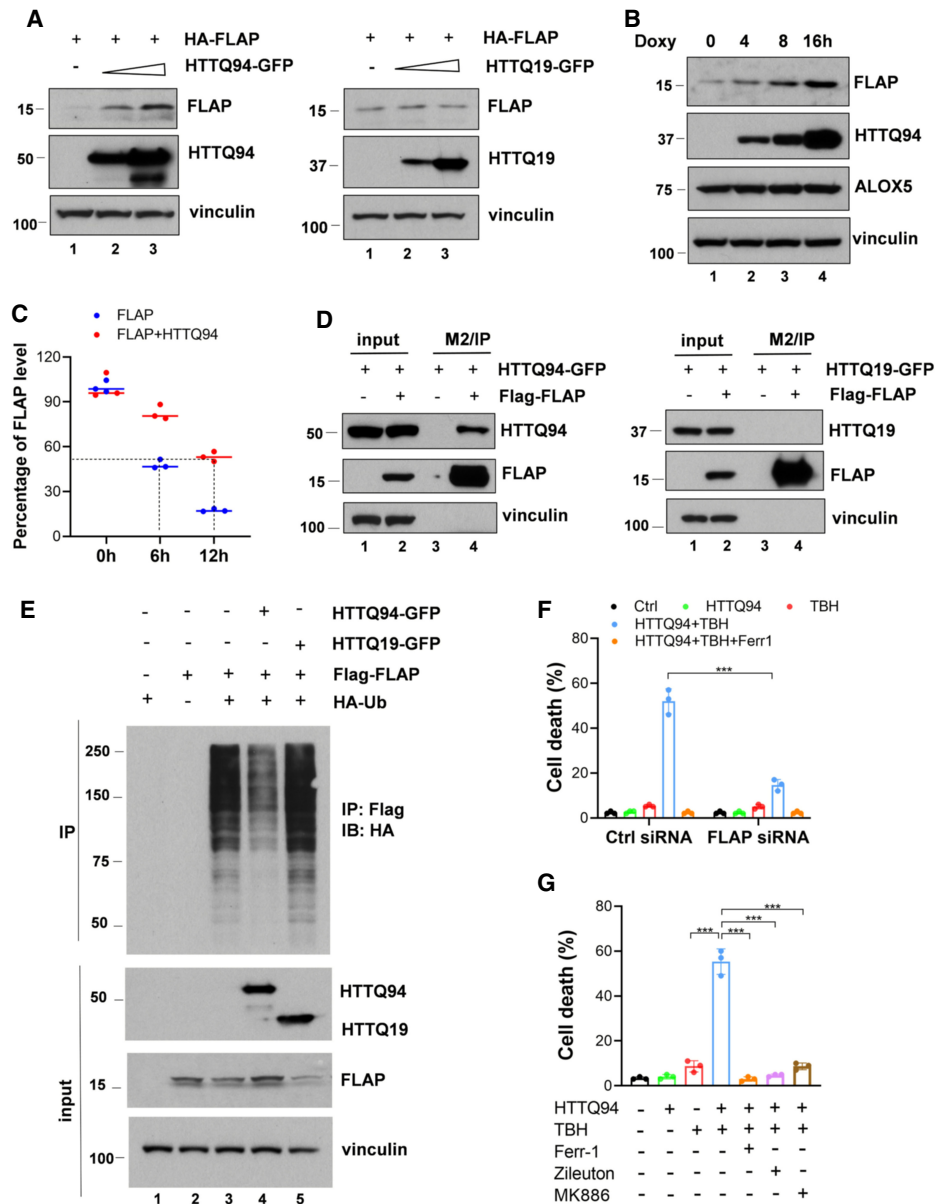 A
+ + + HA-FLAP
- HTTQ94-GFP
15 FLAP
50 HTTQ94
100 vinculin
1 2 3
+ + + HA-FLAP
- HTTQ19-GFP
15 FLAP
37 HTTQ19
100 vinculin
1 2 3
B
Doxy 0 4 8 16h
15 FLAP
37 HTTQ94
75 ALOX5
100 vinculin
1 2 3 4
C
FLAP
FLAP+HTTQ94
Percentage of FLAP level
120
90
60
30
0
0h 6h 12h
D
input M2/IP
+ + + + HTTQ94-GFP
- + - + Flag-FLAP
50 HTTQ94
15 FLAP
100 vinculin
1 2 3 4
input M2/IP
+ + + + HTTQ19-GFP
- + - + Flag-FLAP
37 HTTQ19
15 FLAP
100 vinculin
1 2 3 4
E
- - - + - HTTQ94-GFP
- - - - + HTTQ19-GFP
- + + + + Flag-FLAP
+ - + + + HA-Ub
IP
250
150
75
50
IP: Flag
IB: HA
input
50 HTTQ94
HTTQ19
15 FLAP
100 vinculin
1 2 3 4 5
F
Ctrl HTTQ94 TBH
HTTQ94+TBH
HTTQ94+TBH+Ferr1
Cell death (%)
80
60
40
20
0
***
Ctrl siRNA FLAP siRNA
G
Cell death (%)
80
60
40
20
0
***
***
*** ***
HTTQ94 - + - + + + +
TBH - - + + + + +
Ferr-1 - - - - + - -
Zileuton - - - - - + -
MK886 - - - - - - +